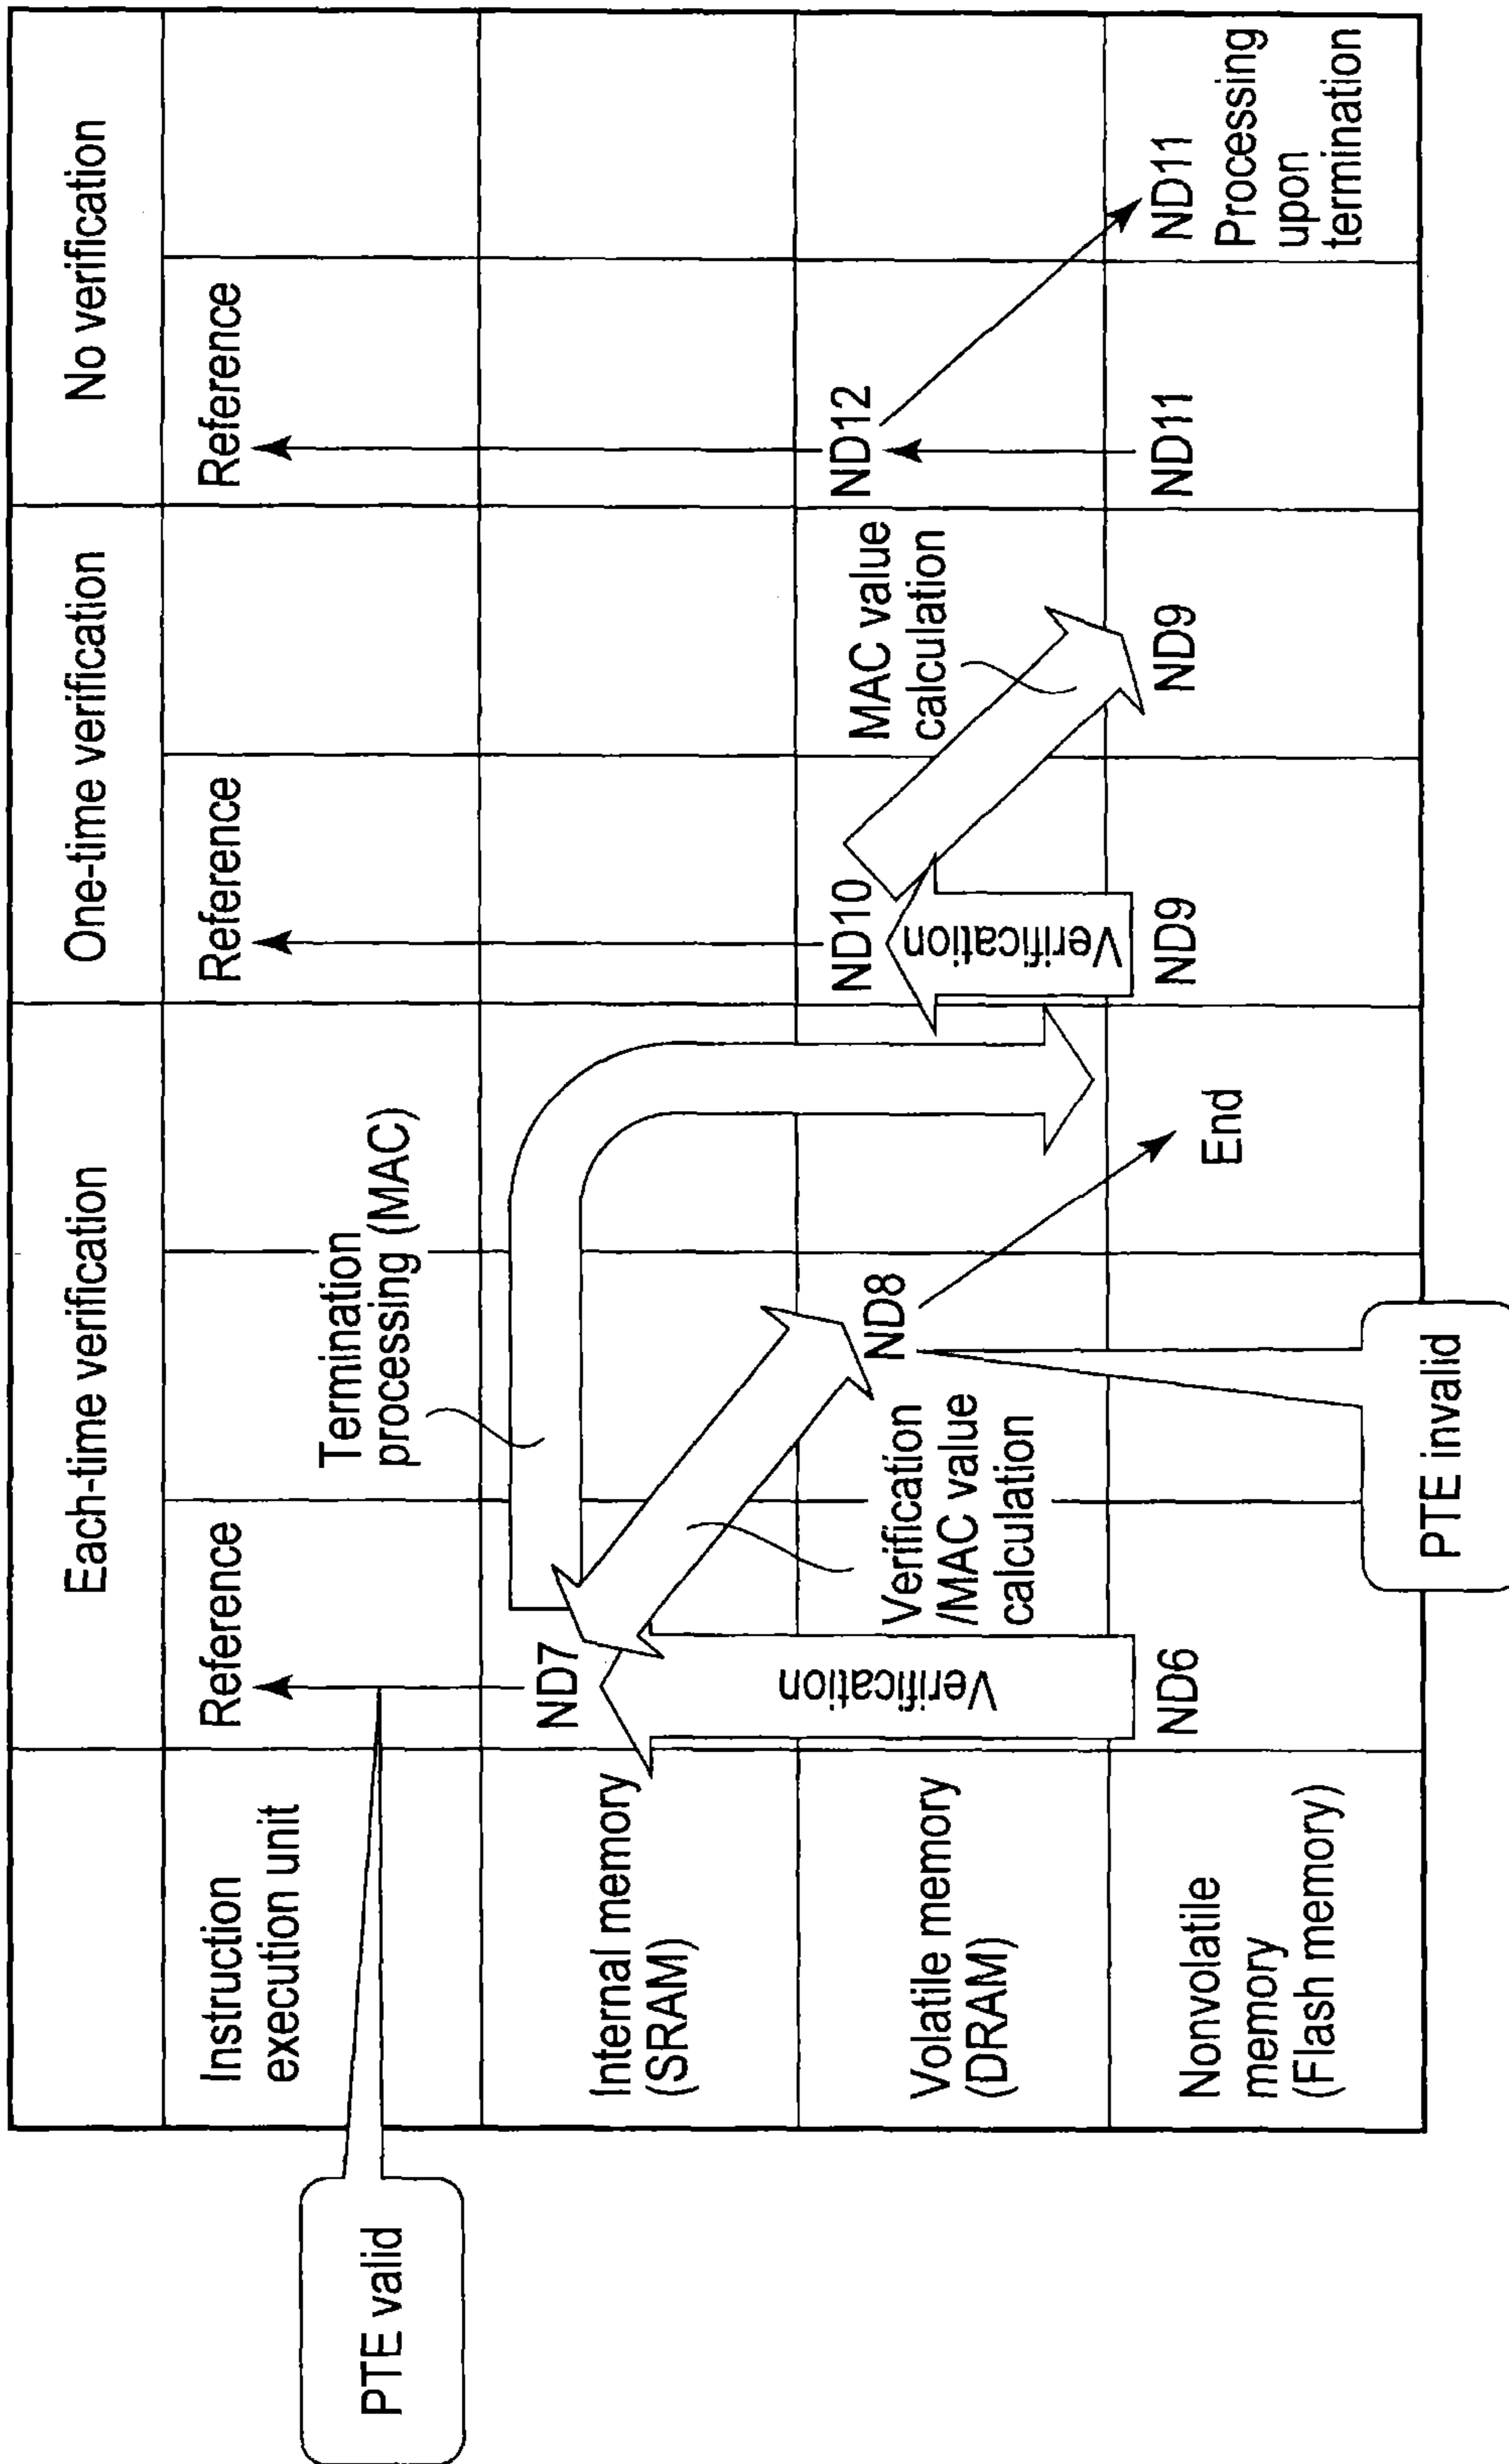 Each-time verification
One-time verification
No verification
Instruction
execution unit
Reference
Reference
Reference
PTE valid
Termination
processing (MAC)
Internal memory
(SRAM)
ND7
Volatile memory
(DRAM)
Verification
Verification
/MAC value
calculation
ND8
ND10
Verification
MAC value
calculation
ND12
Nonvolatile
memory
(Flash memory)
ND6
End
ND9
ND9
ND11
ND11
Processing
upon
termination
PTE invalid